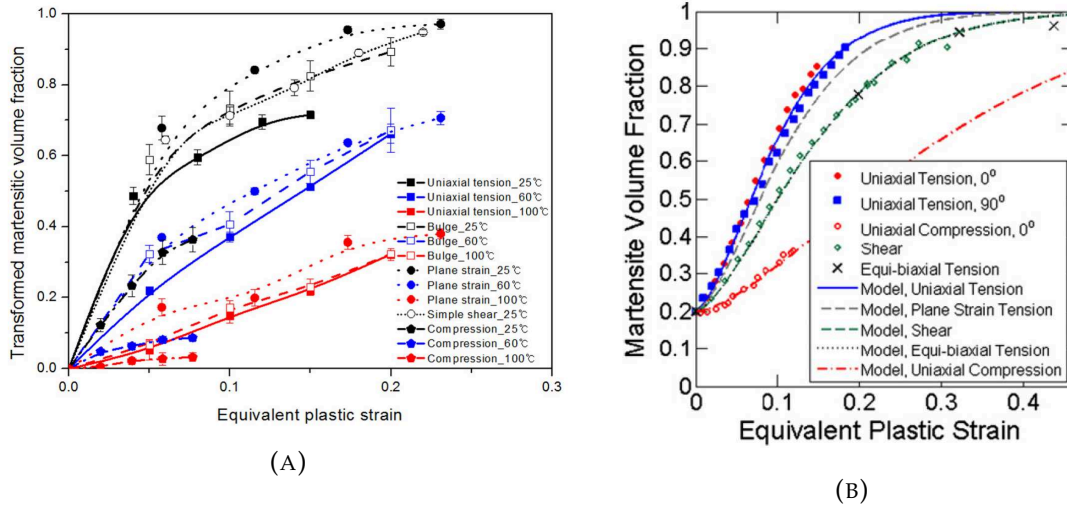 Transformed martensitic volume fraction
1.0
0.8
0.6
0.4
0.2
0.0
0.0
0.1
0.2
0.3
Equivalent plastic strain
Uniaxial tension_25℃
Uniaxial tension_60℃
Uniaxial tension_100℃
Bulge_25℃
Bulge_60℃
Bulge_100℃
Plane strain_25℃
Plane strain_60℃
Plane strain_100℃
Simple shear_25℃
Compression_25℃
Compression_60℃
Compression_100℃
(A)
Martensite Volume Fraction
1
0.9
0.8
0.7
0.6
0.5
0.4
0.3
0.2
0.1
0
0
0.1
0.2
0.3
0.4
Equivalent Plastic Strain
Uniaxial Tension, 0°
Uniaxial Tension, 90°
Uniaxial Compression, 0°
Shear
Equi-biaxial Tension
Model, Uniaxial Tension
Model, Plane Strain Tension
Model, Shear
Model, Equi-biaxial Tension
Model, Uniaxial Compression
(B)